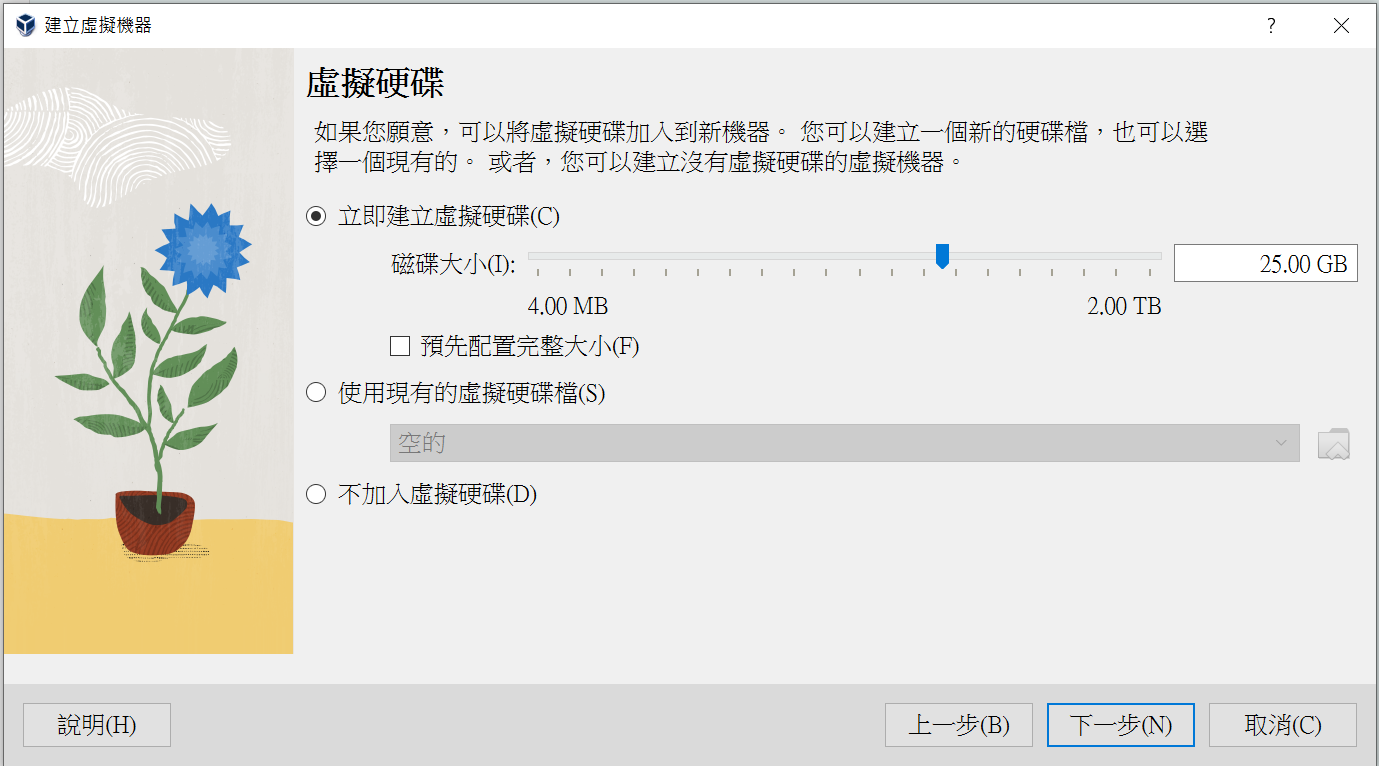 建立虛擬機器
?
虛擬硬碟
如果您願意，可以將虛擬硬碟加入到新機器。 您可以建立一個新的硬碟檔，也可以選
擇一個現有的。 或者，您可以建立沒有虛擬硬碟的虛擬機器。
立即建立虛擬硬碟(C)
磁碟大小(I):
25.00 GB
4.00 MB
2.00 TB
預先配置完整大小(F)
使用現有的虛擬硬碟檔(S)
空的
不加入虛擬硬碟(D)
說明(H)
上一步(B)
下一步(N)
取消(C)